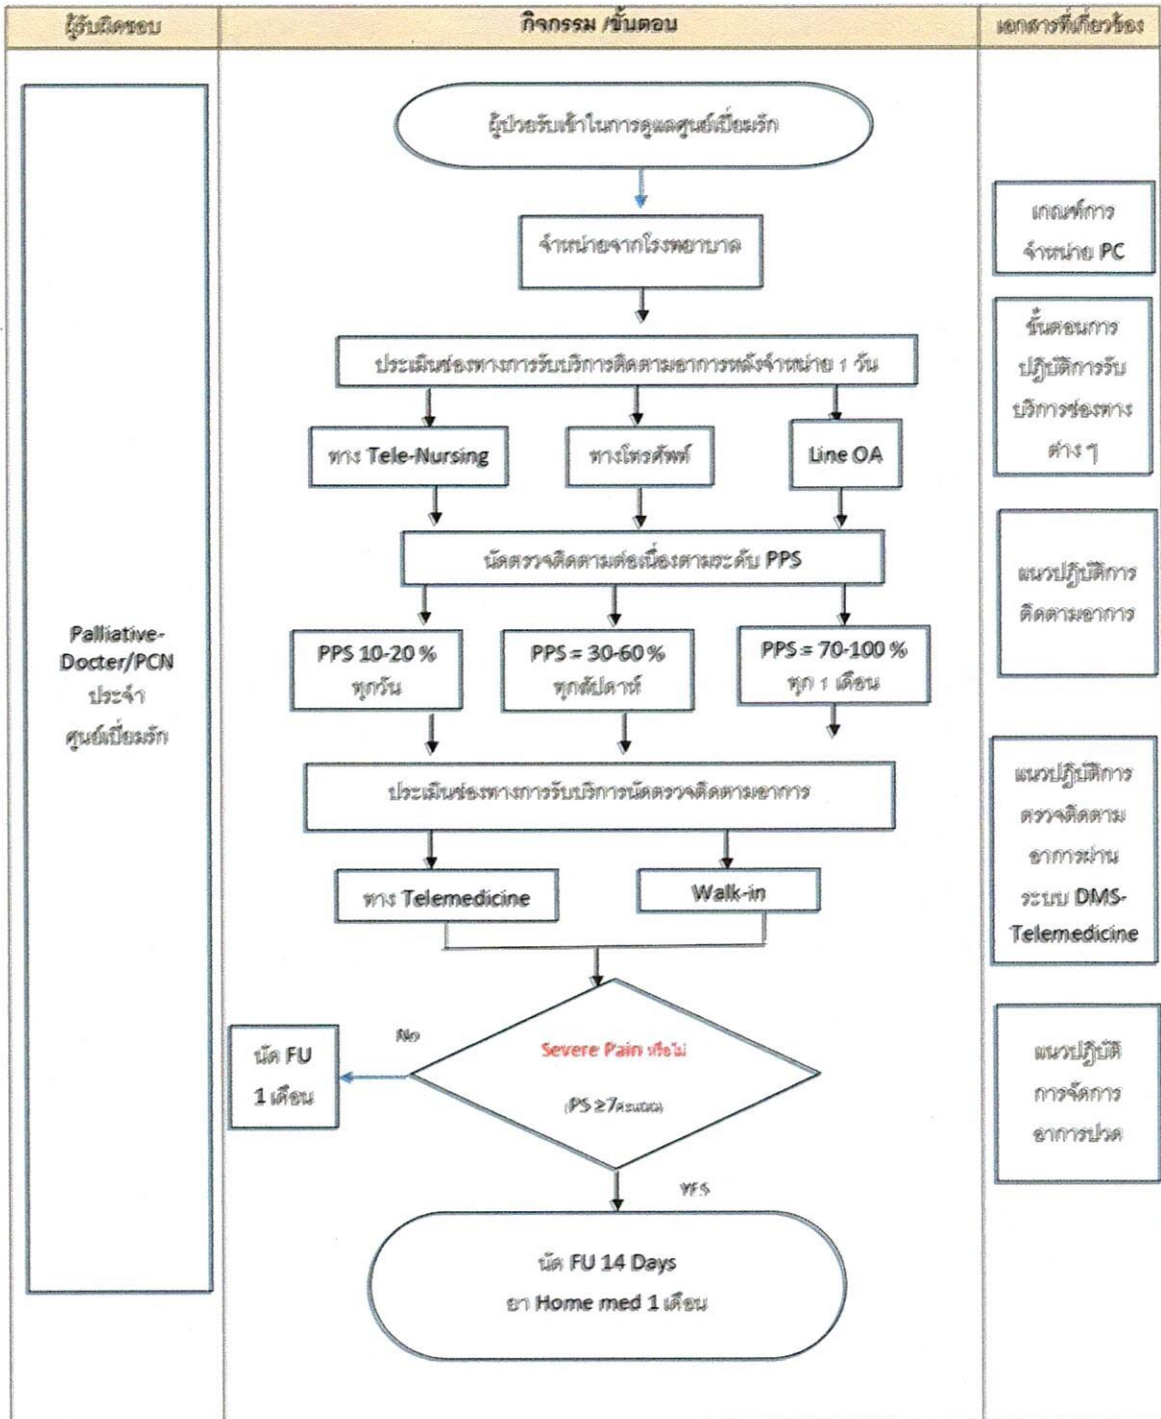 ผู้รับผิดชอบ
กิจกรรม /ขั้นตอน
เอกสารที่เกี่ยวข้อง
Palliative-
Docter/PCN
ประจำ
ศูนย์เปี่ยมรัก
ผู้ป่วยรับเข้าในการดูแลศูนย์เปี่ยมรัก
จำหน่ายจากโรงพยาบาล
ประเมินช่องทางการรับบริการติดตามอาการหลังจำหน่าย 1 วัน
ทาง Tele-Nursing
ทางโทรศัพท์
Line OA
นัดตรวจติดตามต่อเนื่องตามระดับ PPS
PPS 10-20 %
ทุกวัน
PPS = 30-60 %
ทุกสัปดาห์
PPS = 70-100 %
ทุก 1 เดือน
ประเมินช่องทางการรับบริการนัดตรวจติดตามอาการ
ทาง Telemedicine
Walk-in
Severe Pain หรือไม่
(PS ≥7คะแนน)
No
นัด FU
1 เดือน
YES
นัด FU 14 Days
ยา Home med 1 เดือน
เกณฑ์การ
จำหน่าย PC
ขั้นตอนการ
ปฏิบัติการรับ
บริการช่องทาง
ต่าง ๆ
แนวปฏิบัติการ
ติดตามอาการ
แนวปฏิบัติการ
ตรวจติดตาม
อาการผ่าน
ระบบ DMS-
Telemedicine
แนวปฏิบัติ
การจัดการ
อาการปวด